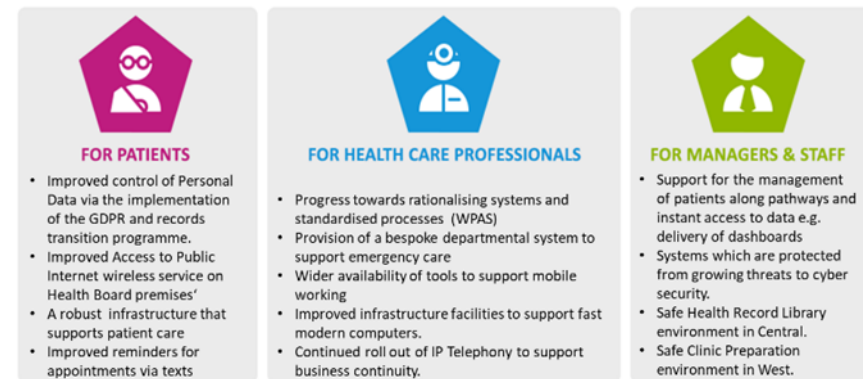 FOR PATIENTS
• Improved control of Personal
Data via the implementation
of the GDPR and records
transition programme.
• Improved Access to Public
Internet wireless service on
Health Board premises‘
• A robust infrastructure that
supports patient care
• Improved reminders for
appointments via texts
FOR HEALTH CARE PROFESSIONALS
• Progress towards rationalising systems and
standardised processes (WPAS)
• Provision of a bespoke departmental system to
support emergency care
• Wider availability of tools to support mobile
working
• Improved infrastructure facilities to support fast
modern computers.
• Continued roll out of IP Telephony to support
business continuity.
FOR MANAGERS & STAFF
• Support for the management
of patients along pathways and
instant access to data e.g.
delivery of dashboards
• Systems which are protected
from growing threats to cyber
security.
• Safe Health Record Library
environment in Central.
• Safe Clinic Preparation
environment in West.